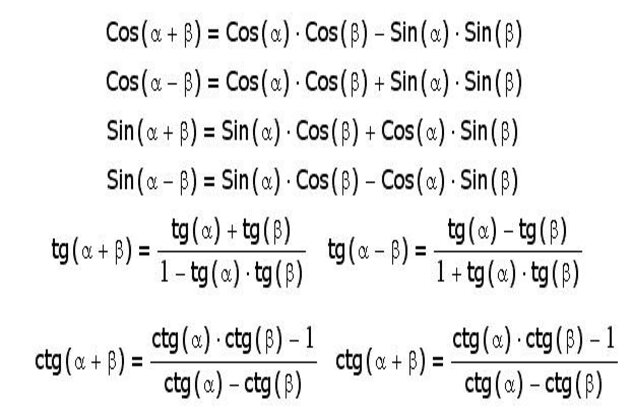 Cos(α + β) = Cos(α) · Cos(β) − Sin(α) · Sin(β)
Cos(α − β) = Cos(α) · Cos(β) + Sin(α) · Sin(β)
Sin(α + β) = Sin(α) · Cos(β) + Cos(α) · Sin(β)
Sin(α − β) = Sin(α) · Cos(β) − Cos(α) · Sin(β)
tg(α + β) = (tg(α) + tg(β)) / (1 − tg(α) · tg(β)) tg(α − β) = (tg(α) − tg(β)) / (1 + tg(α) · tg(β))
ctg(α + β) = (ctg(α) · ctg(β) − 1) / (ctg(α) − ctg(β)) ctg(α + β) = (ctg(α) · ctg(β) − 1) / (ctg(α) − ctg(β))